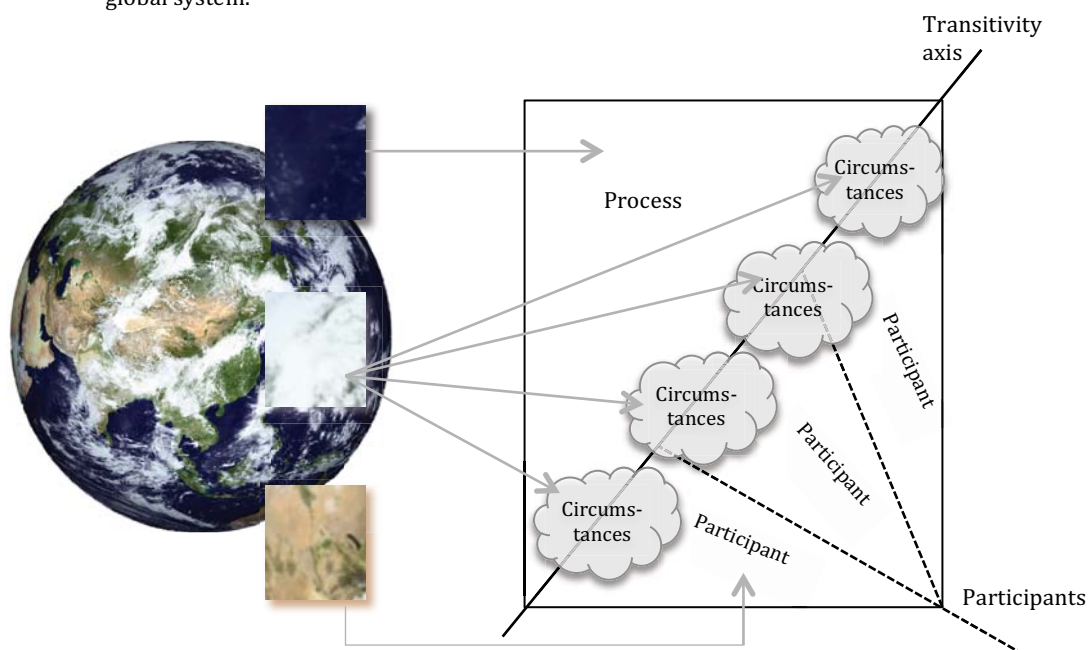 global system.
Transitivity
axis
Circums-
tances
Process
Circums-
tances
Participant
Circums-
tances
Participant
Circums-
tances
Participant
Participants